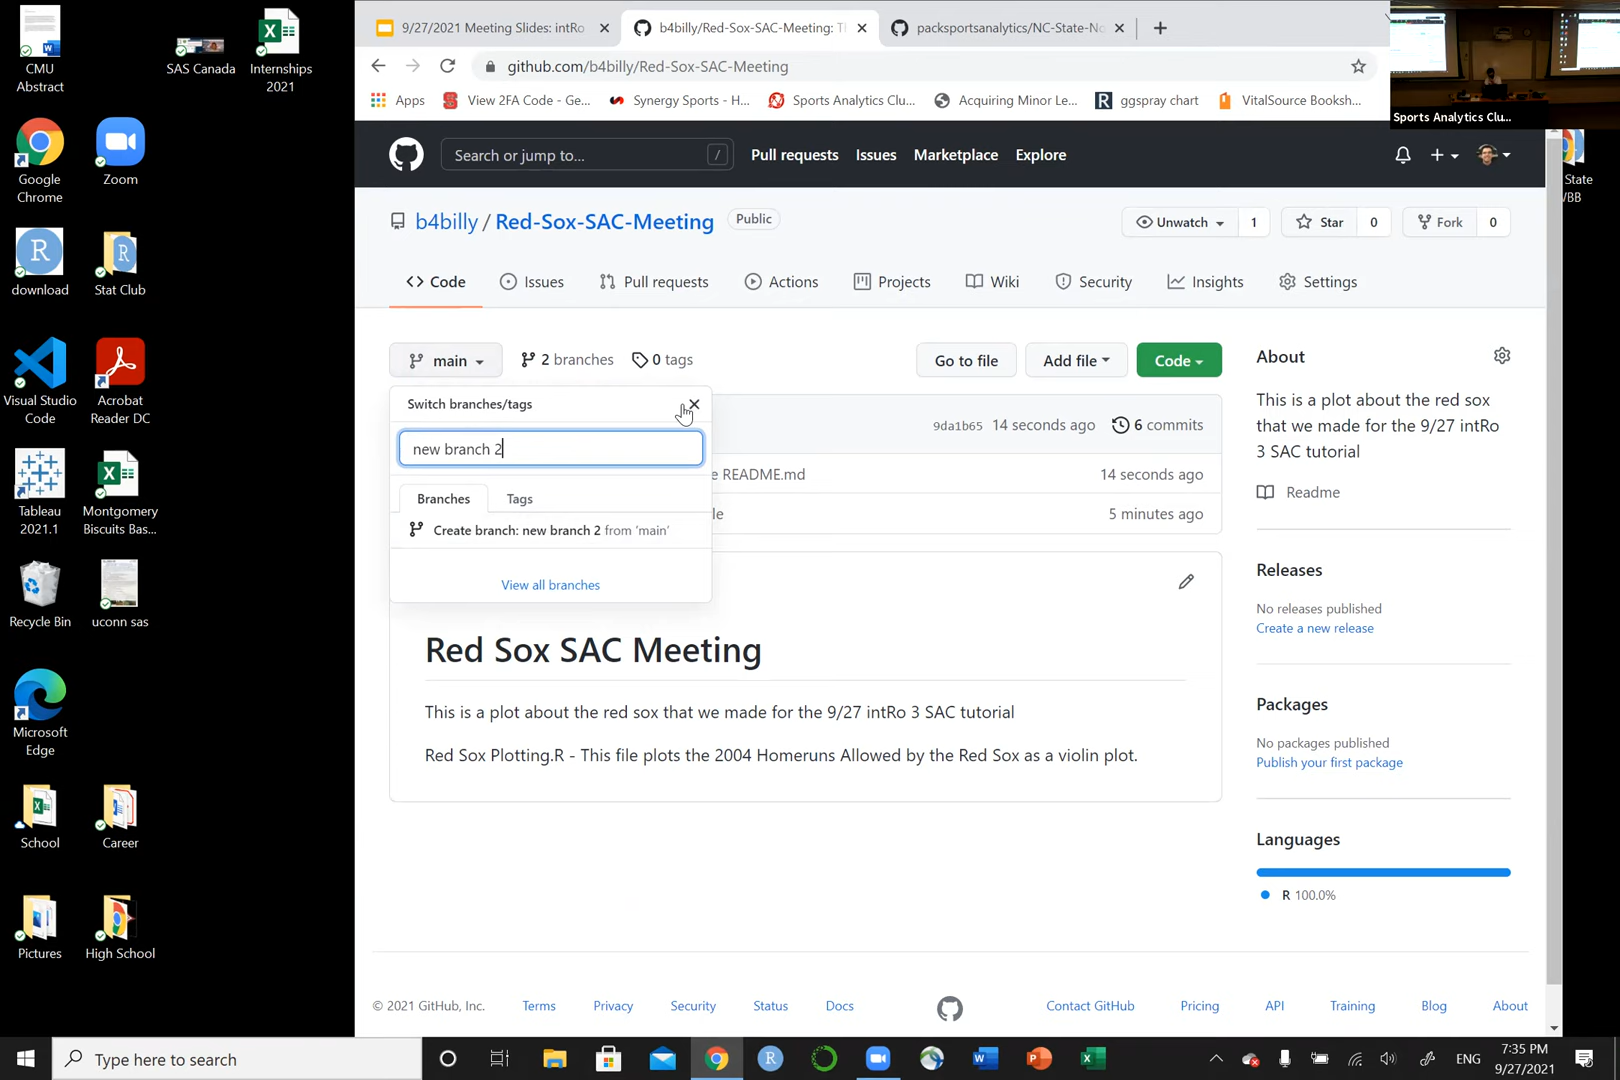 CMU
Abstract
SAS Canada
Internships
2021
Google
Chrome
Zoom
download
Stat Club
Visual Studio
Code
Acrobat
Reader DC
Tableau
2021.1
Montgomery
Biscuits Bas...
Recycle Bin
uconn sas
Microsoft
Edge
School
Career
Pictures
High School
9/27/2021 Meeting Slides: intRo
b4billy/Red-Sox-SAC-Meeting: T
packsportsanalytics/NC-State-No
github.com/b4billy/Red-Sox-SAC-Meeting
Apps
View 2FA Code - Ge...
Synergy Sports - H...
Sports Analytics Clu...
Acquiring Minor Le...
ggspray chart
VitalSource Booksh...
Sports Analytics Clu...
State
VBB
Search or jump to...
/
Pull requests
Issues
Marketplace
Explore
b4billy / Red-Sox-SAC-Meeting
Public
Unwatch
1
Star
0
Fork
0
Code
Issues
Pull requests
Actions
Projects
Wiki
Security
Insights
Settings
main
2 branches
0 tags
Go to file
Add file
Code
Switch branches/tags
new branch 2
Branches
Tags
Create branch: new branch 2 from 'main'
View all branches
9da1b65 14 seconds ago
6 commits
e README.md
14 seconds ago
le
5 minutes ago
Red Sox SAC Meeting
This is a plot about the red sox that we made for the 9/27 intRo 3 SAC tutorial
Red Sox Plotting.R - This file plots the 2004 Homeruns Allowed by the Red Sox as a violin plot.
About
This is a plot about the red sox
that we made for the 9/27 intRo
3 SAC tutorial
Readme
Releases
No releases published
Create a new release
Packages
No packages published
Publish your first package
Languages
R 100.0%
© 2021 GitHub, Inc.
Terms
Privacy
Security
Status
Docs
Contact GitHub
Pricing
API
Training
Blog
About
Type here to search
ENG
7:35 PM
9/27/2021